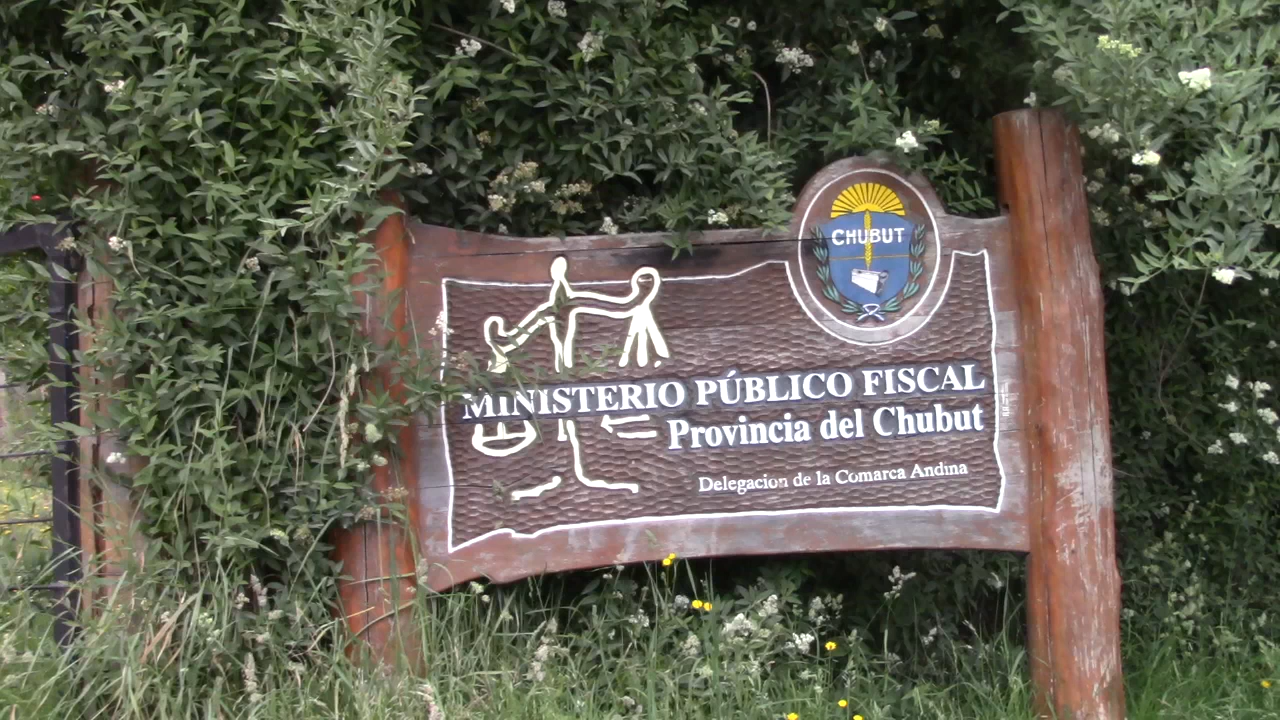 CHUBUT
MINISTERIO PÚBLICO FISCAL
Provincia del Chubut
Delegacion de la Comarca Andina